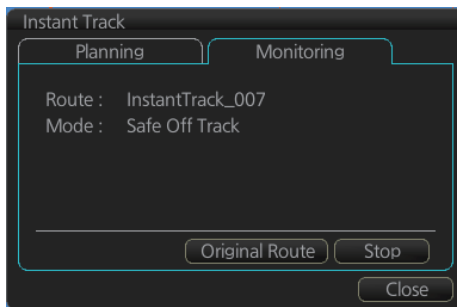 Instant Track
Planning Monitoring
Route : InstantTrack_007
Mode : Safe Off Track
Original Route Stop
Close